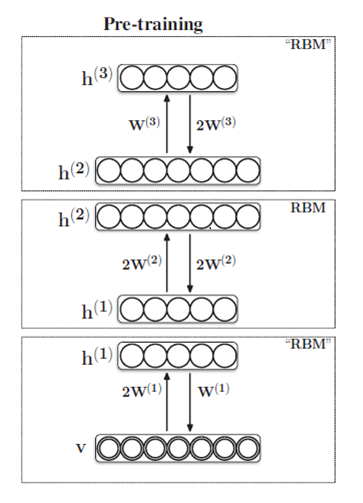 Pre-training
“RBM”
h(3)
W(3) 2W(3)
h(2)
RBM
h(2)
2W(2) 2W(2)
h(1)
“RBM”
h(1)
2W(1) W(1)
v